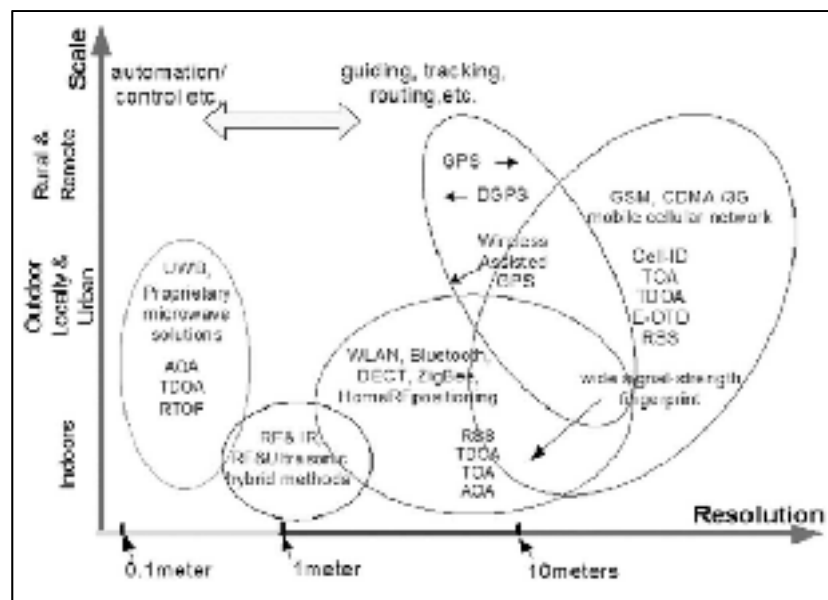 Scale
Rural &
Remote
Outdoor
Locally &
Urban
Indoors
automation/
control etc.
guiding, tracking,
routing,etc.
GPS
DGPS
Wireless
Assisted
GPS
GSM, CDMA /3G
mobile cellular network
Cell-ID
TOA
TDOA
E-OTD
RSS
UWB,
Proprietary
microwave
solutions
AOA
TDOA
RTOF
WLAN, Bluetooth,
DECT, ZigBee,
HomeRFpositioning
RSS
TDOA
TOA
AOA
wide signal-strength
fingerprint
RF& IR,
RF&Ultrasonic
hybrid methods
Resolution
0.1meter
1meter
10meters